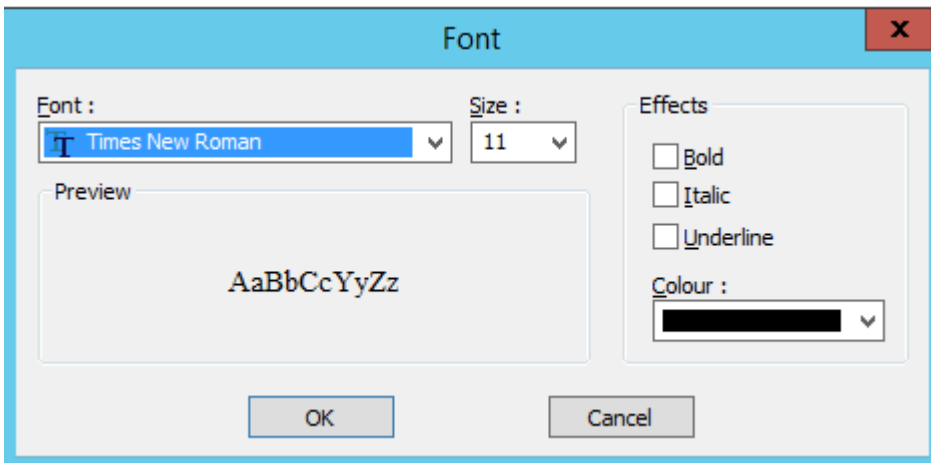 Font
x
Font :
Size :
Effects
Times New Roman
11
Bold
Preview
Italic
Underline
AaBbCcYyZz
Colour :
OK
Cancel